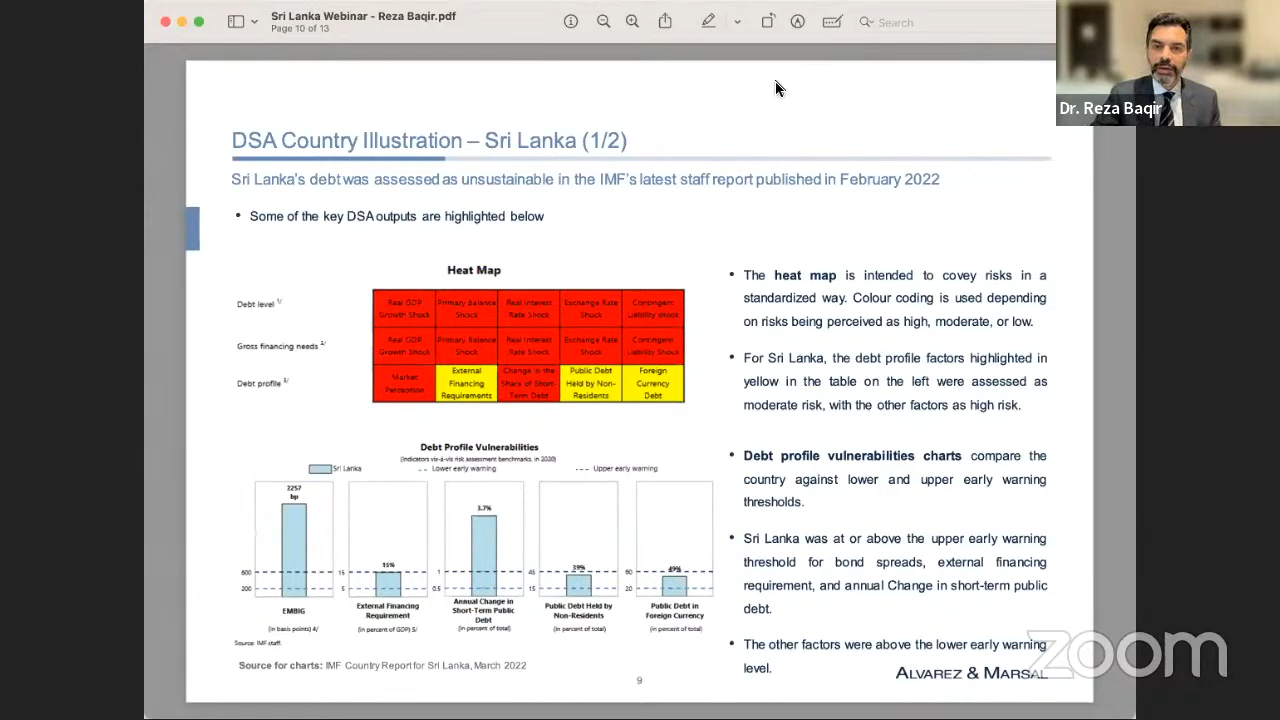 Sri Lanka Webinar - Reza Baqir.pdf
Page 10 of 13
Search
Dr. Reza Baqir
DSA Country Illustration – Sri Lanka (1/2)
Sri Lanka's debt was assessed as unsustainable in the IMF's latest staff report published in February 2022
• Some of the key DSA outputs are highlighted below
Heat Map
Debt level 1/
Real GDP Growth Shock
Primary Balance Shock
Real Interest Rate Shock
Exchange Rate Shock
Contingent Liability shock
Gross financing needs 2/
Real GDP Growth Shock
Primary Balance Shock
Real Interest Rate Shock
Exchange Rate Shock
Contingent Liability Shock
Debt profile 3/
Market Perception
External Financing Requirements
Change in the Share of Short-Term Debt
Public Debt Held by Non-Residents
Foreign Currency Debt
Debt Profile Vulnerabilities
(Indicators vis-à-vis risk assessment benchmarks, in 2020)
Sri Lanka
Lower early warning
Upper early warning
2257 bp
600
200
EMBIG
(in basis points) 4/
15%
15
5
External Financing Requirement
(in percent of GDP) 5/
3.7%
1
0.5
Annual Change in Short-Term Public Debt
(in percent of total)
39%
45
15
Public Debt Held by Non-Residents
(in percent of total)
49%
60
20
Public Debt in Foreign Currency
(in percent of total)
Source: IMF staff.
Source for charts: IMF Country Report for Sri Lanka, March 2022
• The heat map is intended to covey risks in a
standardized way. Colour coding is used depending
on risks being perceived as high, moderate, or low.
• For Sri Lanka, the debt profile factors highlighted in
yellow in the table on the left were assessed as
moderate risk, with the other factors as high risk.
• Debt profile vulnerabilities charts compare the
country against lower and upper early warning
thresholds.
• Sri Lanka was at or above the upper early warning
threshold for bond spreads, external financing
requirement, and annual Change in short-term public
debt.
• The other factors were above the lower early warning
level.
ALVAREZ & MARSAL
9
zoom